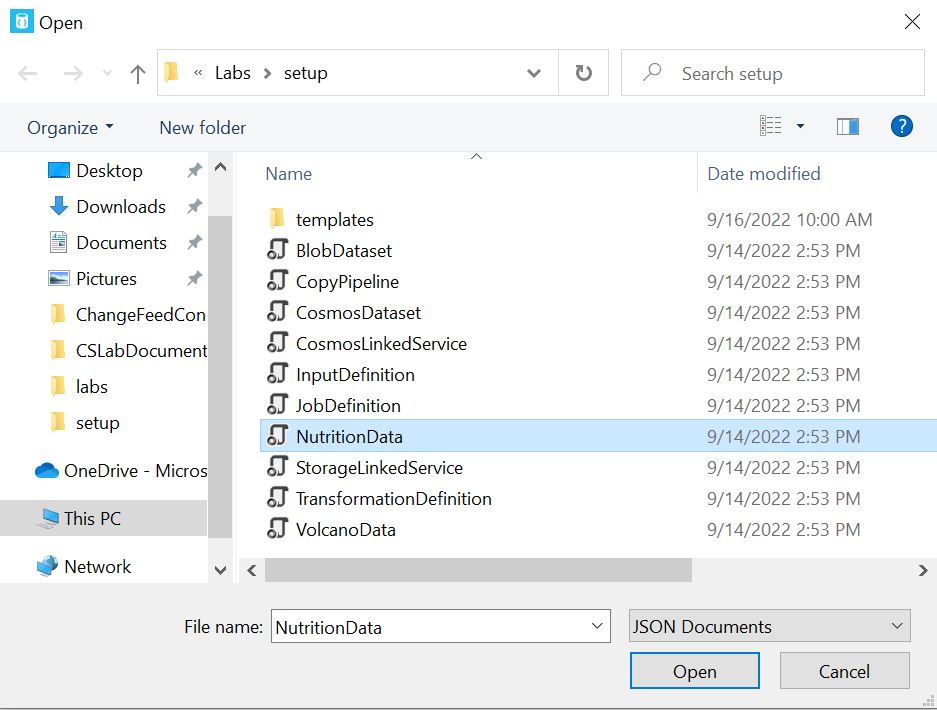 Open
« Labs > setup
Search setup
Organize
New folder
?
Desktop
Downloads
Documents
Pictures
ChangeFeedCon
CSLabDocument
labs
setup
OneDrive - Micros
This PC
Network
Name Date modified
templates 9/16/2022 10:00 AM
BlobDataset 9/14/2022 2:53 PM
CopyPipeline 9/14/2022 2:53 PM
CosmosDataset 9/14/2022 2:53 PM
CosmosLinkedService 9/14/2022 2:53 PM
InputDefinition 9/14/2022 2:53 PM
JobDefinition 9/14/2022 2:53 PM
NutritionData 9/14/2022 2:53 PM
StorageLinkedService 9/14/2022 2:53 PM
TransformationDefinition 9/14/2022 2:53 PM
VolcanoData 9/14/2022 2:53 PM
File name: NutritionData JSON Documents
Open Cancel